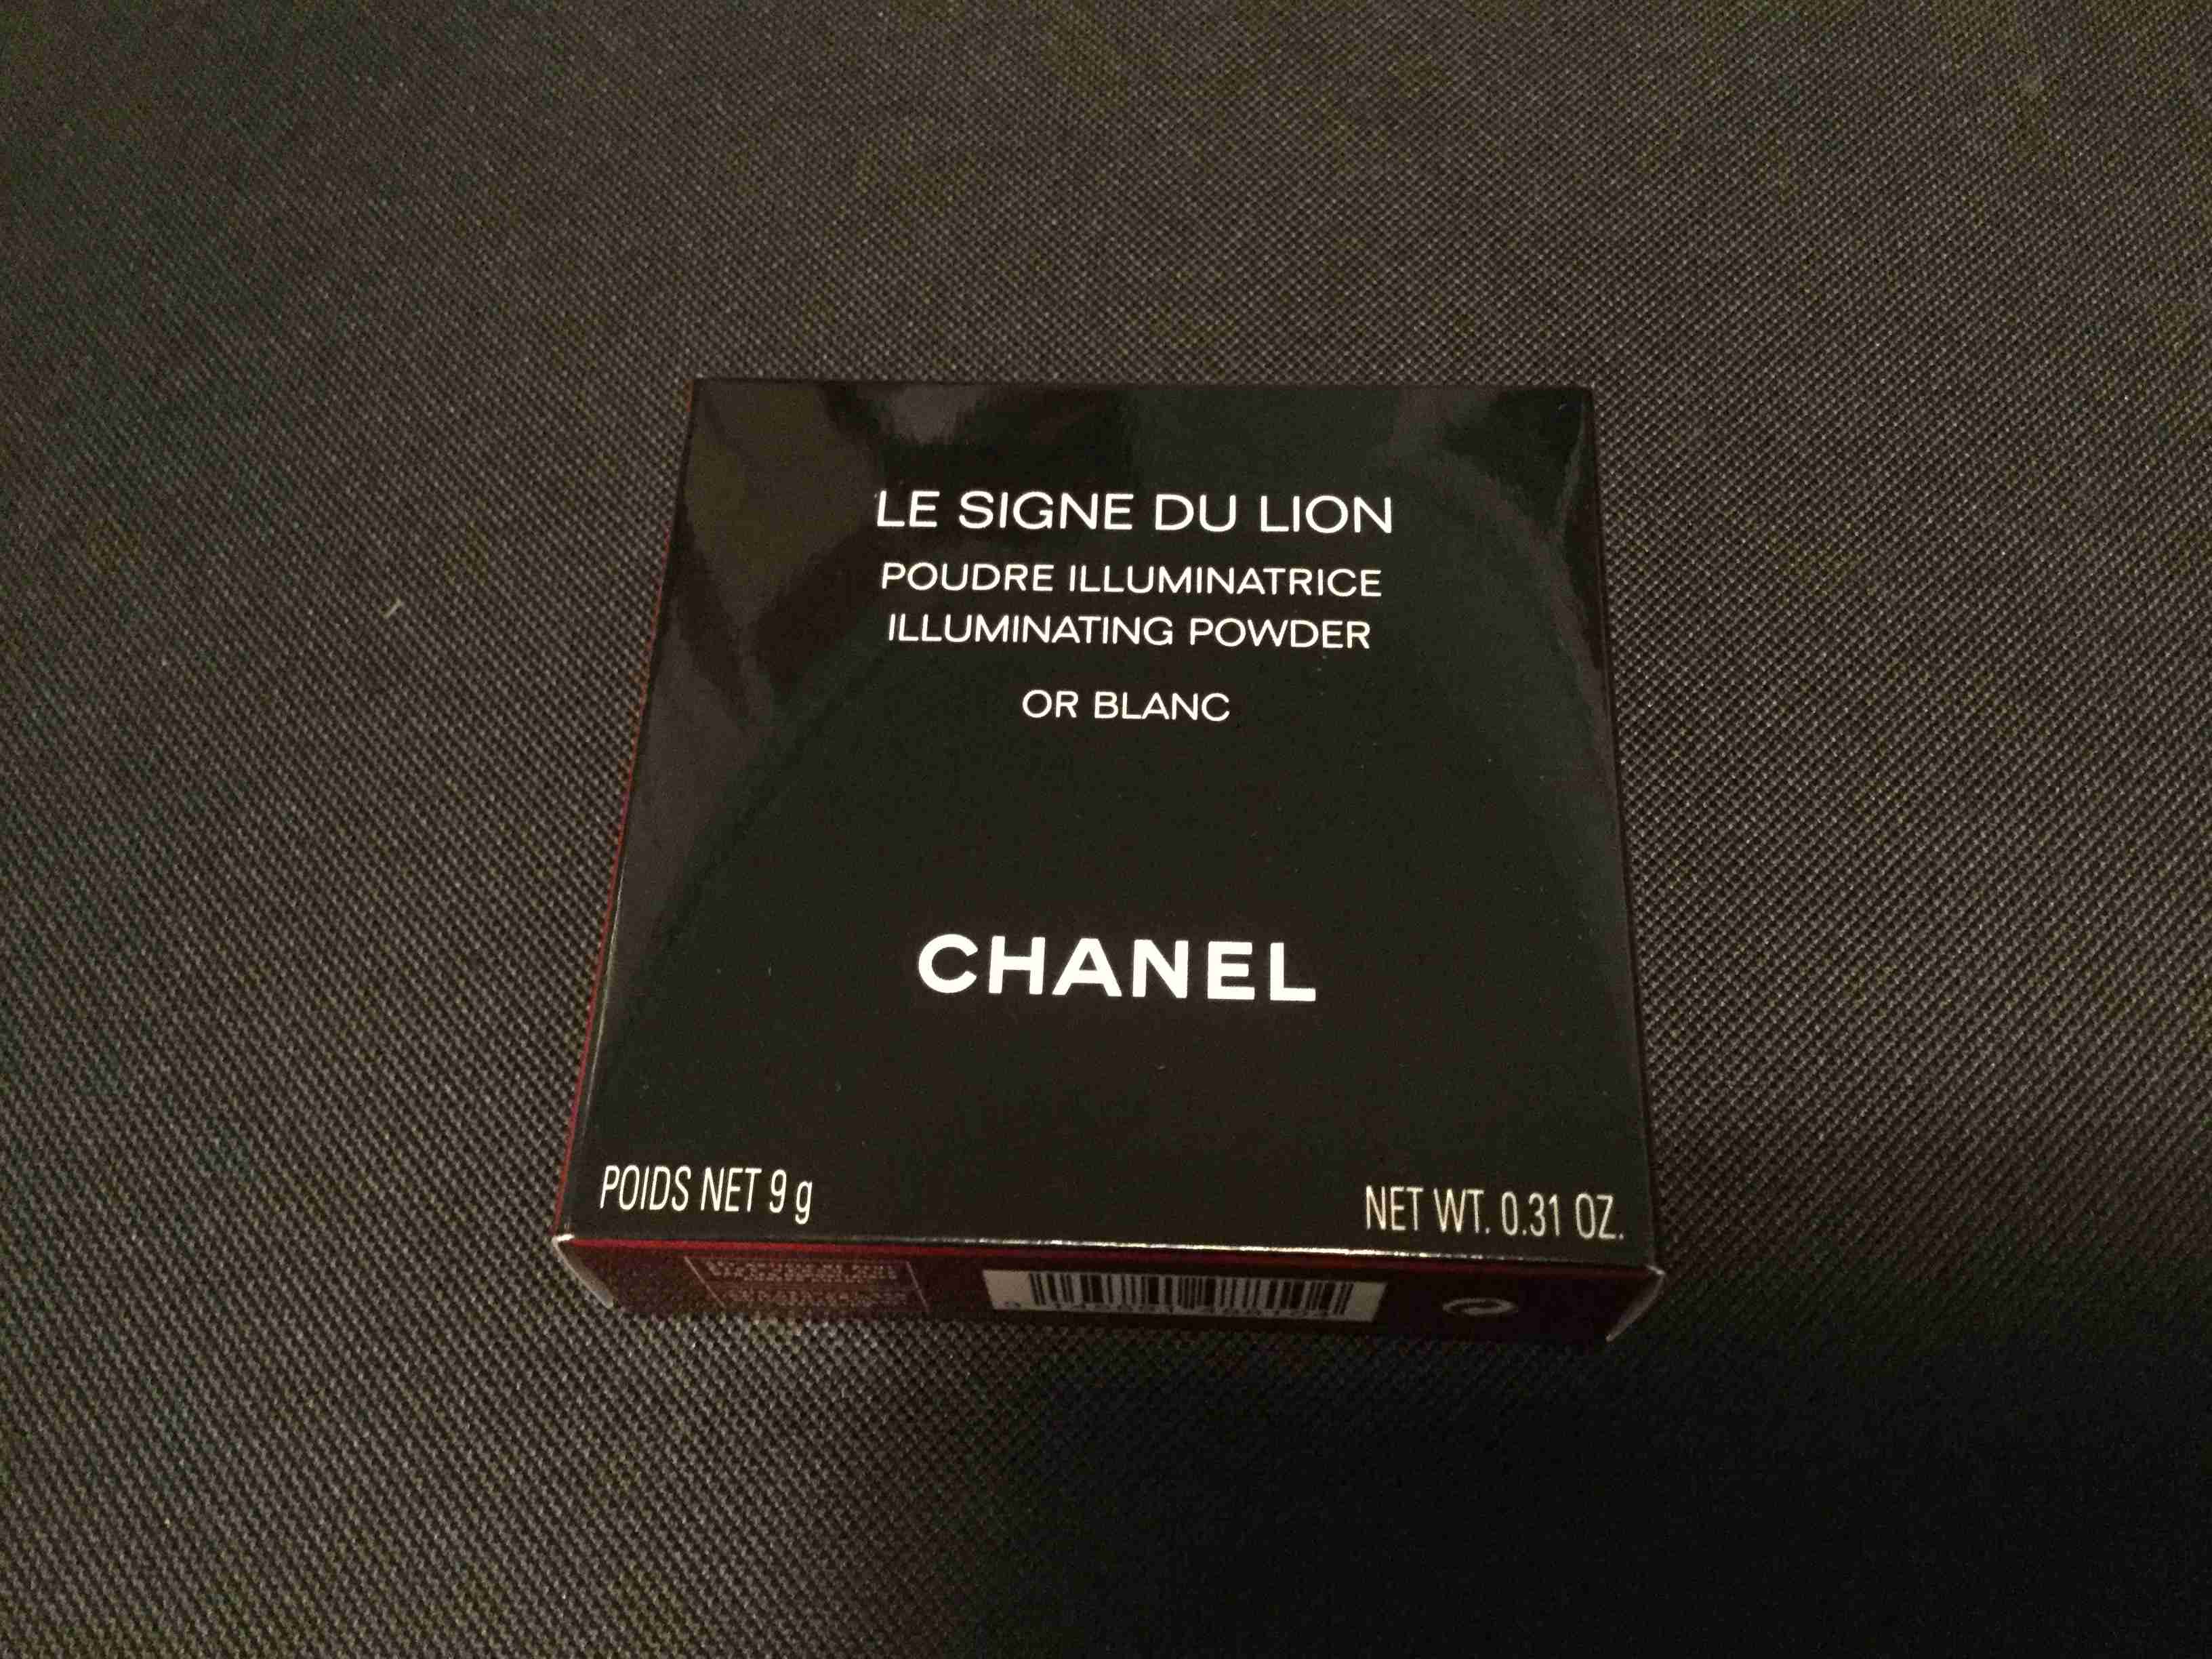 LE SIGNE DU LION
POUDRE ILLUMINATRICE
ILLUMINATING POWDER
OR BLANC
CHANEL
POIDS NET 9 g
NET WT. 0.31 OZ.